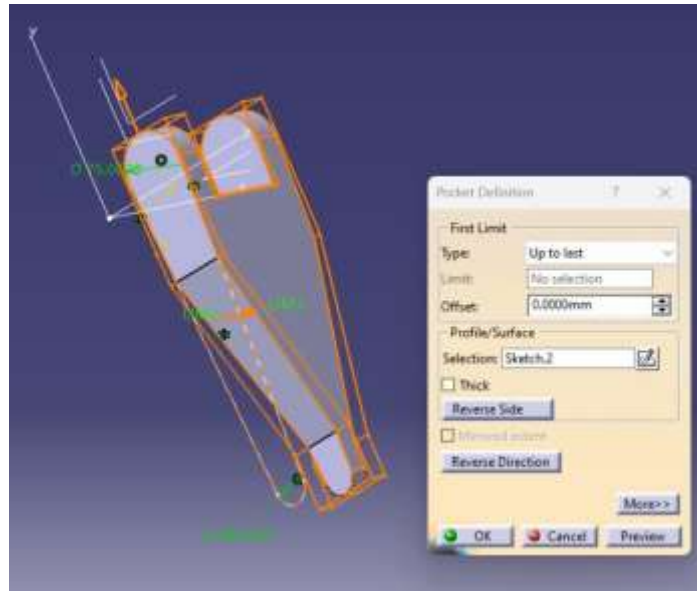 Y
Pocket Definition ? ×
First Limit
Type: Up to last
Limit: No selection
Offset: 0.0000mm
Profile/Surface
Selection: Sketch.2
Thick
Reverse Side
Mirrored extent
Reverse Direction
More>>
OK Cancel Preview